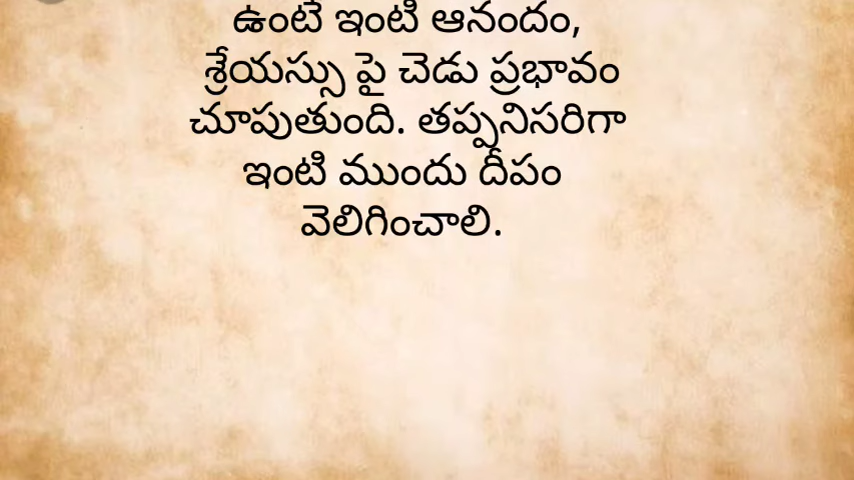 ఉంటే ఇంటి ఆనందం,
శ్రేయస్సు పై చెడు ప్రభావం
చూపుతుంది. తప్పనిసరిగా
ఇంటి ముందు దీపం
వెలిగించాలి.